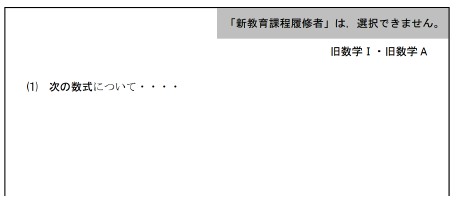 「新教育課程履修者」は，選択できません。
旧数学Ⅰ・旧数学Ａ
⑴　次の数式について・・・・